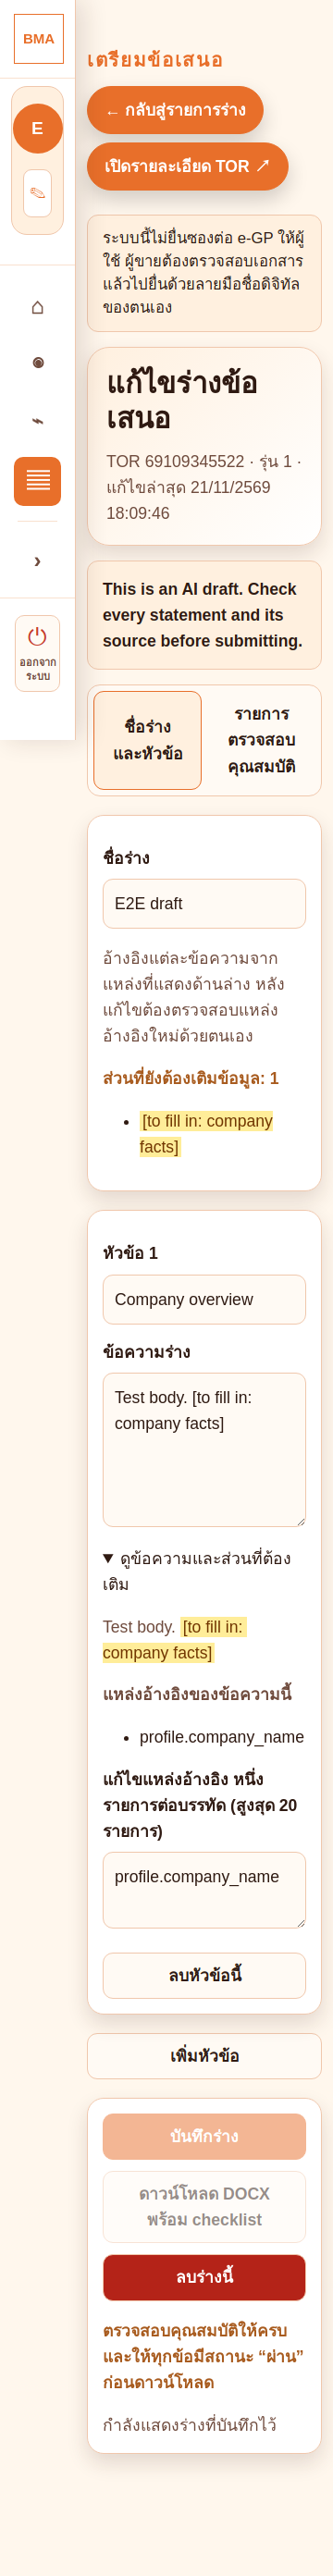 BMA
E
ออกจาก
ระบบ
เตรียมข้อเสนอ
← กลับสู่รายการร่าง
เปิดรายละเอียด TOR ↗
ระบบนี้ไม่ยื่นซองต่อ e-GP ให้ผู้
ใช้ ผู้ขายต้องตรวจสอบเอกสาร
แล้วไปยื่นด้วยลายมือชื่อดิจิทัล
ของตนเอง
แก้ไขร่างข้อ
เสนอ
TOR 69109345522 · รุ่น 1 ·
แก้ไขล่าสุด 21/11/2569
18:09:46
This is an AI draft. Check
every statement and its
source before submitting.
ชื่อร่าง
และหัวข้อ
รายการ
ตรวจสอบ
คุณสมบัติ
ชื่อร่าง
E2E draft
อ้างอิงแต่ละข้อความจาก
แหล่งที่แสดงด้านล่าง หลัง
แก้ไขต้องตรวจสอบแหล่ง
อ้างอิงใหม่ด้วยตนเอง
ส่วนที่ยังต้องเติมข้อมูล: 1
• [to fill in: company
facts]
หัวข้อ 1
Company overview
ข้อความร่าง
Test body. [to fill in:
company facts]
▼ ดูข้อความและส่วนที่ต้อง
เติม
Test body. [to fill in:
company facts]
แหล่งอ้างอิงของข้อความนี้
• profile.company_name
แก้ไขแหล่งอ้างอิง หนึ่ง
รายการต่อบรรทัด (สูงสุด 20
รายการ)
profile.company_name
ลบหัวข้อนี้
เพิ่มหัวข้อ
บันทึกร่าง
ดาวน์โหลด DOCX
พร้อม checklist
ลบร่างนี้
ตรวจสอบคุณสมบัติให้ครบ
และให้ทุกข้อมีสถานะ “ผ่าน”
ก่อนดาวน์โหลด
กำลังแสดงร่างที่บันทึกไว้